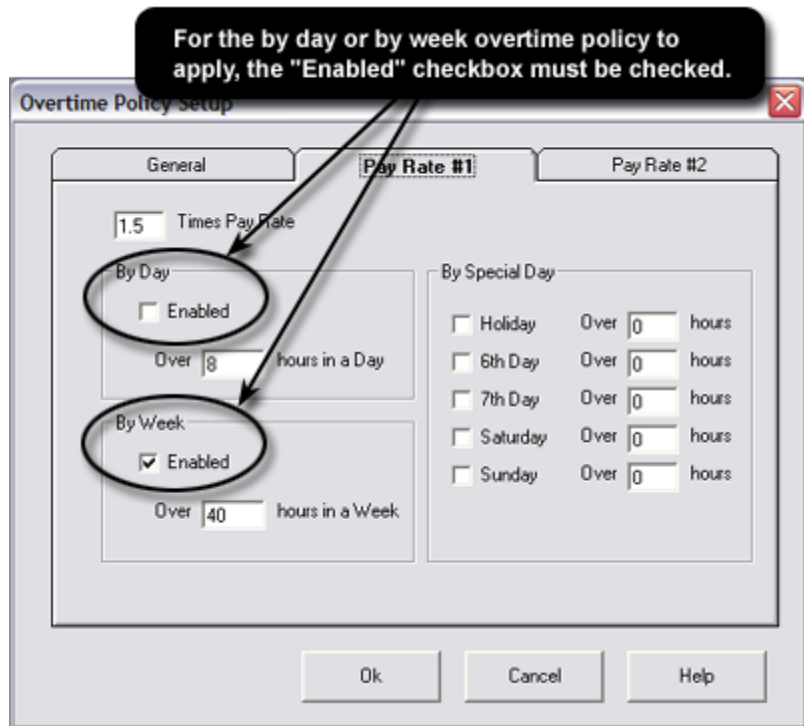 For the by day or by week overtime policy to
apply, the "Enabled" checkbox must be checked.
Overtime Policy Setup
General
Pay Rate #1
Pay Rate #2
1.5 Times Pay Rate
By Day
Enabled
Over 8 hours in a Day
By Week
Enabled
Over 40 hours in a Week
By Special Day
Holiday Over 0 hours
6th Day Over 0 hours
7th Day Over 0 hours
Saturday Over 0 hours
Sunday Over 0 hours
Ok
Cancel
Help